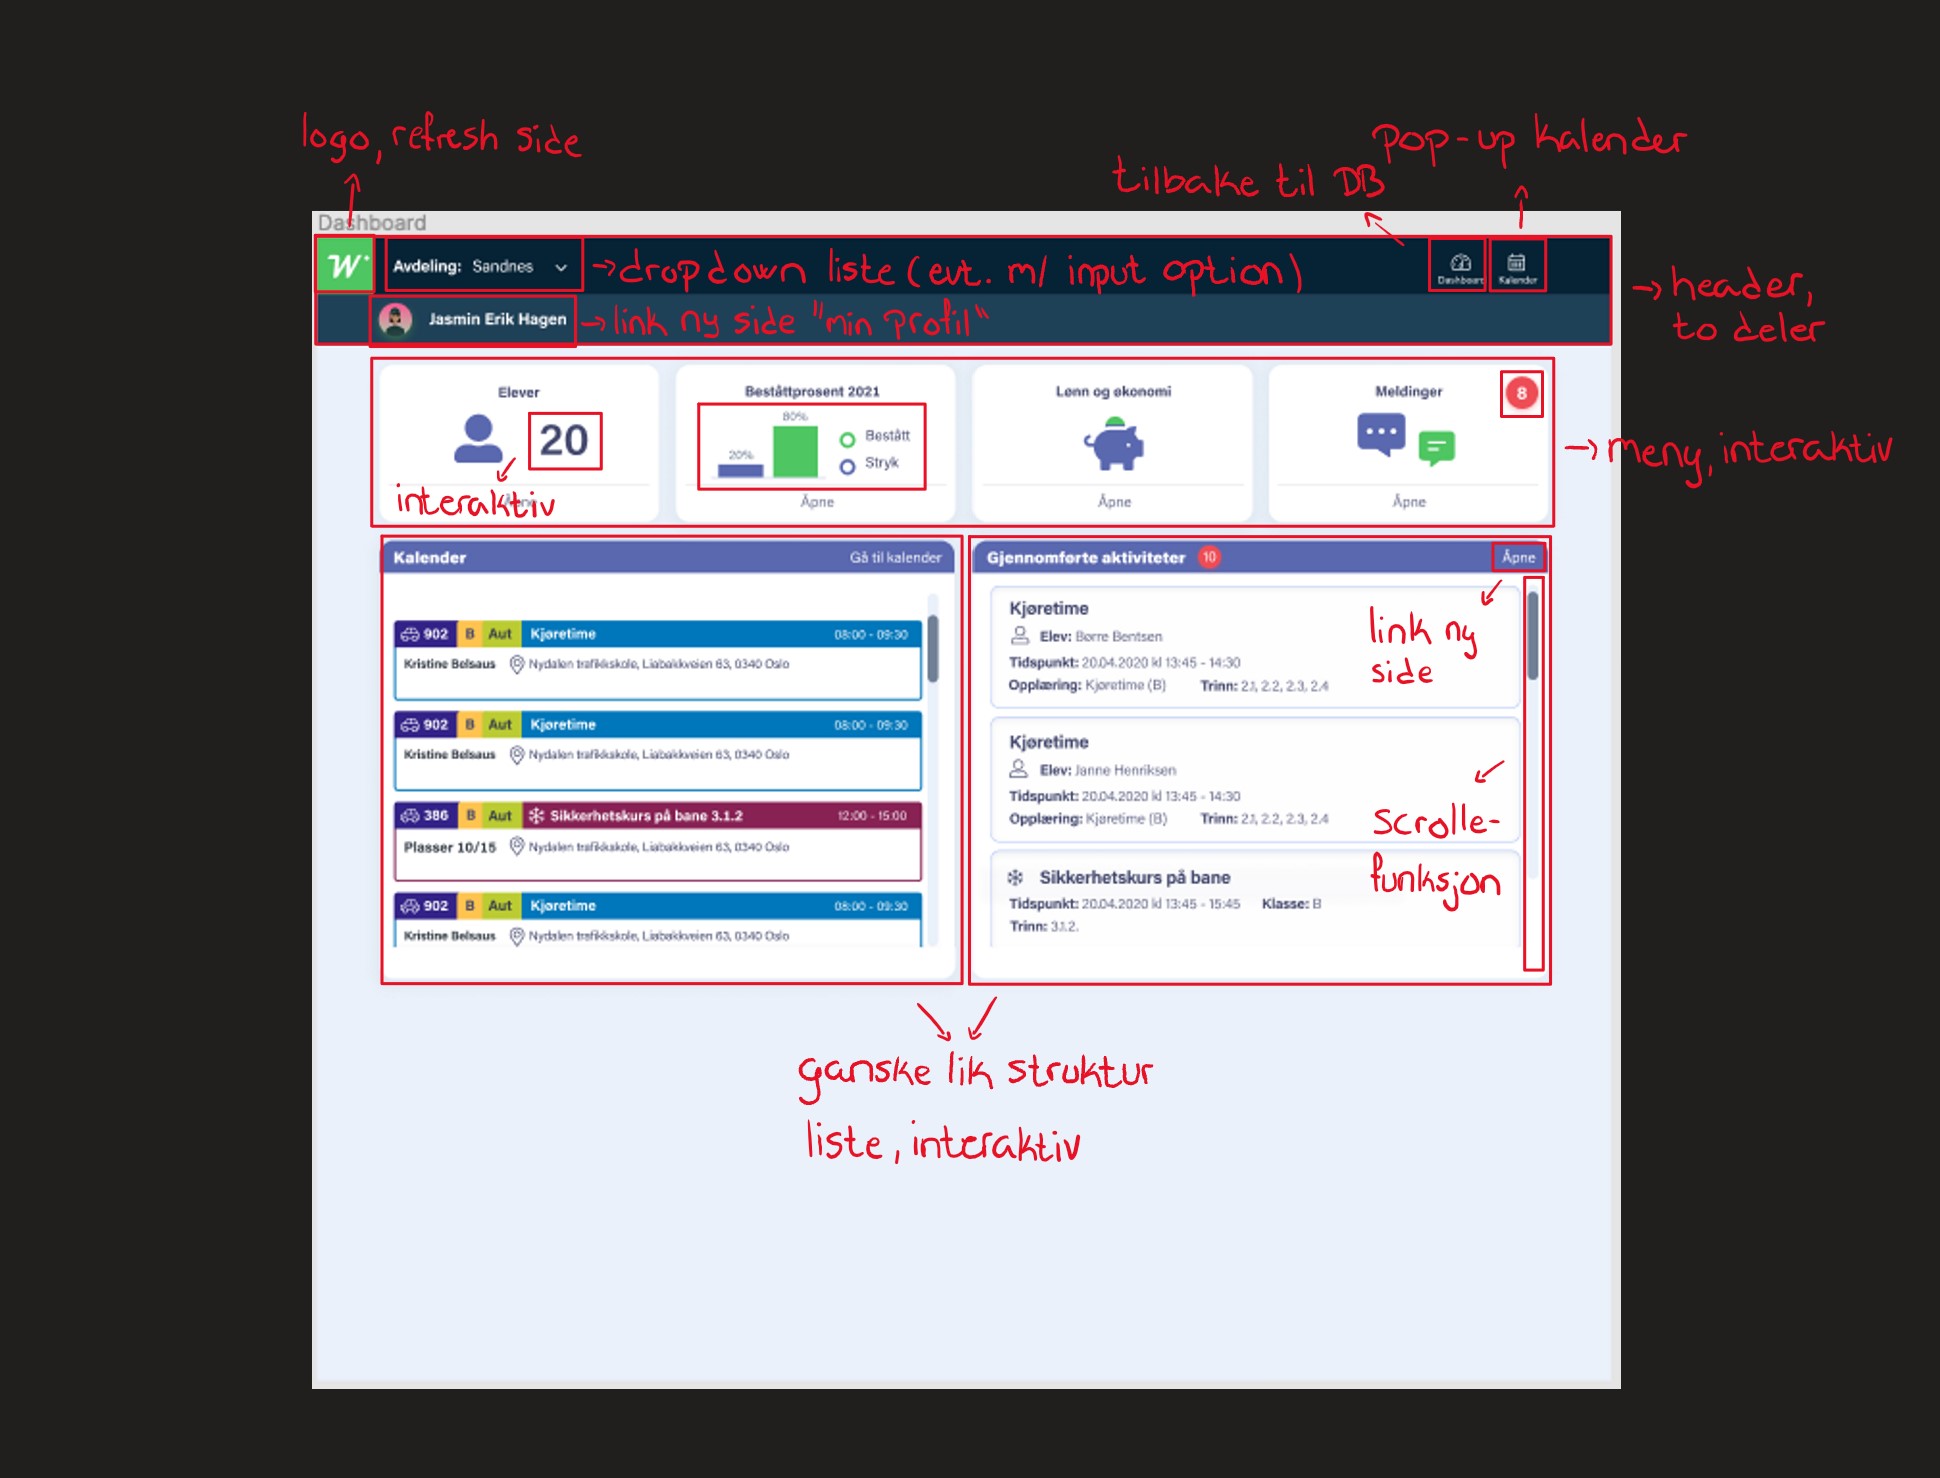 logo, refresh side
pop-up kalender
tilbake til DB
Dashboard
W
Avdeling: Sandnes
→dropdown liste (evt. m/ input option)
Dashboard
Kalender
→header,
to deler
Jasmin Erik Hagen
→link ny side "min profil"
Elever
20
interaktiv
Åpne
Beståttprosent 2021
80%
20%
Bestått
Stryk
Åpne
Lønn og økonomi
Åpne
Meldinger
8
Åpne
→meny, interaktiv
Kalender
Gå til kalender
902 B Aut Kjøretime 08:00 - 09:30
Kristine Belsaus Nydalen trafikkskole, Liabakkveien 63, 0340 Oslo
902 B Aut Kjøretime 08:00 - 09:30
Kristine Belsaus Nydalen trafikkskole, Liabakkveien 63, 0340 Oslo
386 B Aut Sikkerhetskurs på bane 3.1.2 12:00 - 15:00
Plasser 10/15 Nydalen trafikkskole, Liabakkveien 63, 0340 Oslo
902 B Aut Kjøretime 08:00 - 09:30
Kristine Belsaus Nydalen trafikkskole, Liabakkveien 63, 0340 Oslo
Gjennomførte aktiviteter 10
Åpne
Kjøretime
Elev: Børre Bentsen
Tidspunkt: 20.04.2020 kl 13:45 - 14:30
Opplæring: Kjøretime (B) Trinn: 2.1, 2.2, 2.3, 2.4
link ny
side
Kjøretime
Elev: Janne Henriksen
Tidspunkt: 20.04.2020 kl 13:45 - 14:30
Opplæring: Kjøretime (B) Trinn: 2.1, 2.2, 2.3, 2.4
scrolle-
funksjon
Sikkerhetskurs på bane
Tidspunkt: 20.04.2020 kl 13:45 - 15:45 Klasse: B
Trinn: 3.1.2.
ganske lik struktur
liste, interaktiv